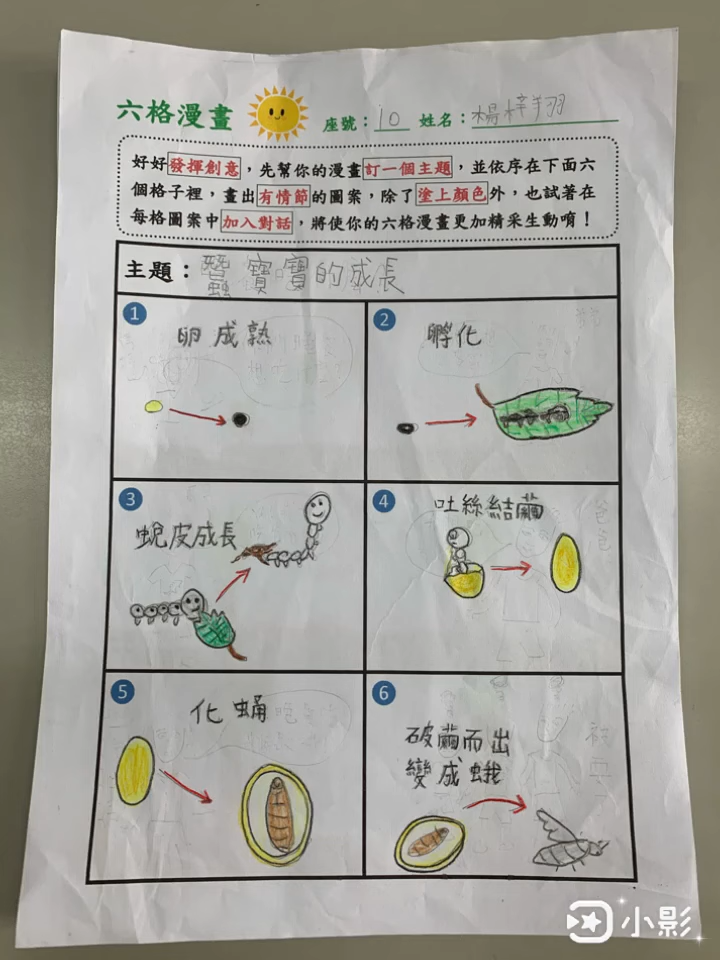 六格漫畫 座號：10 姓名：楊梓翔
好好發揮創意，先幫你的漫畫訂一個主題，並依序在下面六
個格子裡，畫出有情節的圖案，除了塗上顏色外，也試著在
每格圖案中加入對話，將使你的六格漫畫更加精采生動唷！
主題：蠶寶寶的成長
1
卵成熟
2
孵化
3
蛻皮成長
4
吐絲結繭
5
化蛹
6
破繭而出
變成蛾
小影